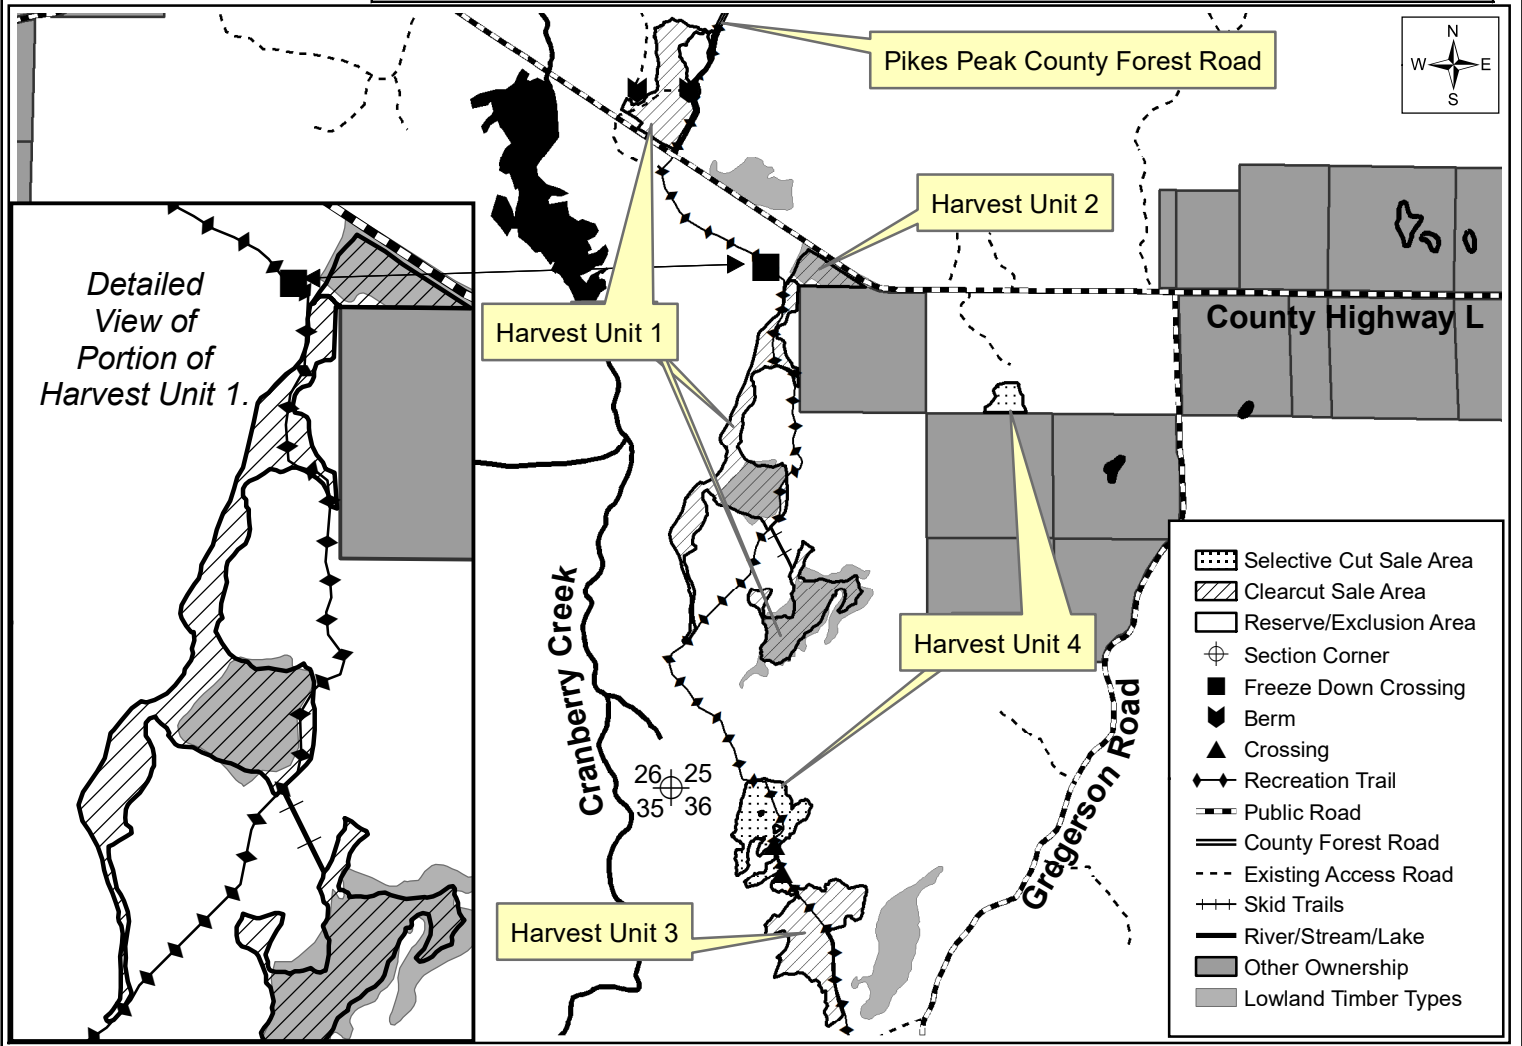 Pikes Peak County Forest Road
N
W E
S
Harvest Unit 2
Detailed
View of
Portion of
Harvest Unit 1.
Harvest Unit 1
County Highway L
Cranberry Creek
Harvest Unit 4
Gregerson Road
26 25
35 36
Harvest Unit 3
Selective Cut Sale Area
Clearcut Sale Area
Reserve/Exclusion Area
Section Corner
Freeze Down Crossing
Berm
Crossing
Recreation Trail
Public Road
County Forest Road
Existing Access Road
Skid Trails
River/Stream/Lake
Other Ownership
Lowland Timber Types